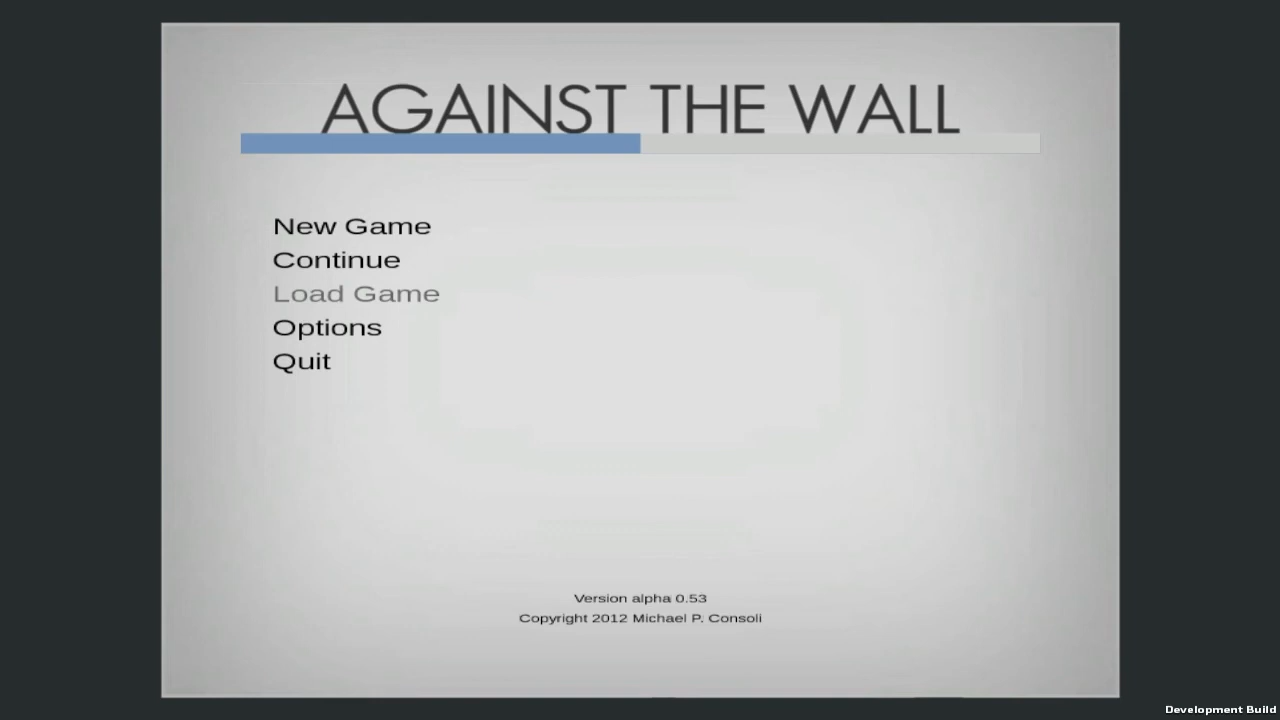 AGAINST THE WALL
New Game
Continue
Load Game
Options
Quit
Version alpha 0.53
Copyright 2012 Michael P. Consoli
Development Build